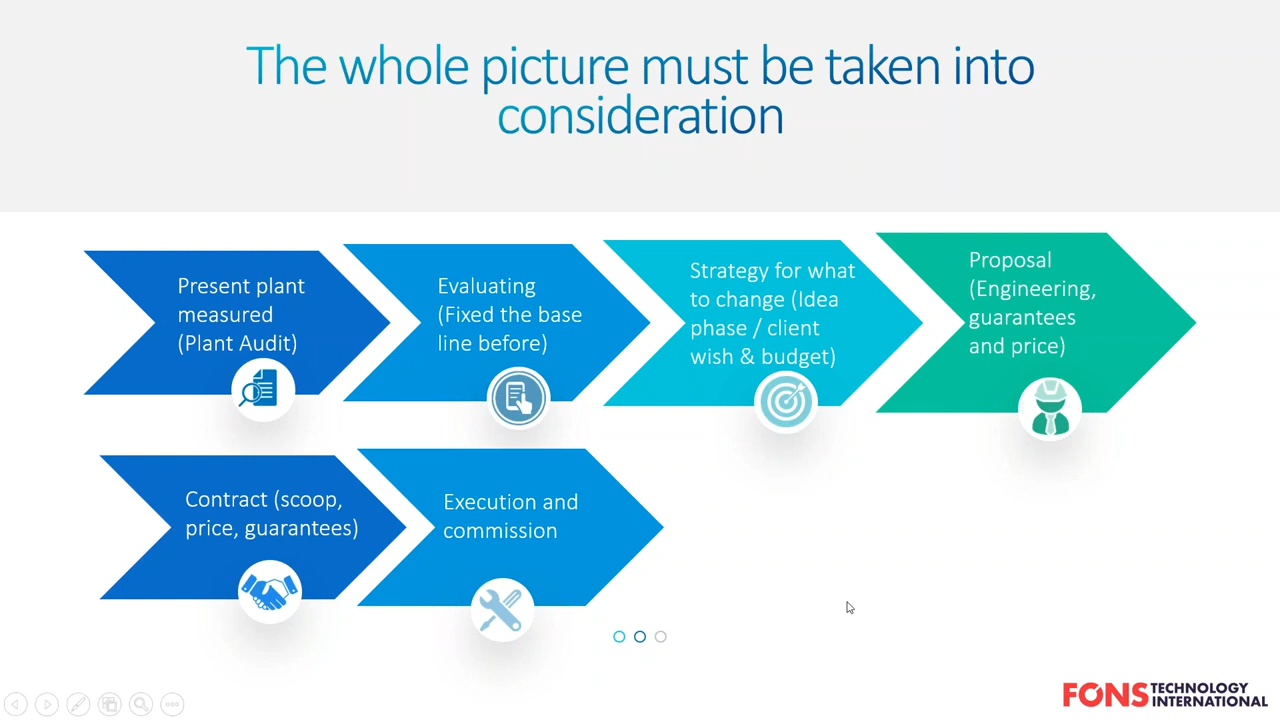 The whole picture must be taken into
consideration
Present plant
measured
(Plant Audit)
Evaluating
(Fixed the base
line before)
Strategy for what
to change (Idea
phase / client
wish & budget)
Proposal
(Engineering,
guarantees
and price)
Contract (scoop,
price, guarantees)
Execution and
commission
FONS TECHNOLOGY
INTERNATIONAL